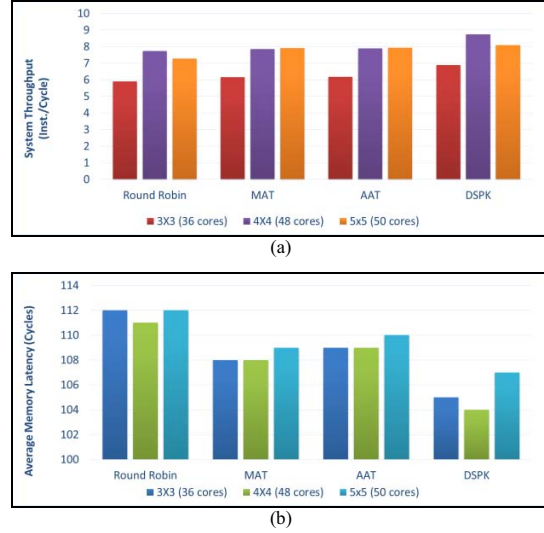 10
9
8
7
6
5
4
3
2
1
0
System Throughput
(Inst./Cycle)
Round Robin MAT AAT DSPK
3X3 (36 cores) 4X4 (48 cores) 5x5 (50 cores)
(a)
114
112
110
108
106
104
102
100
Average Memory Latency (Cycles)
Round Robin MAT AAT DSPK
3X3 (36 cores) 4X4 (48 cores) 5x5 (50 cores)
(b)